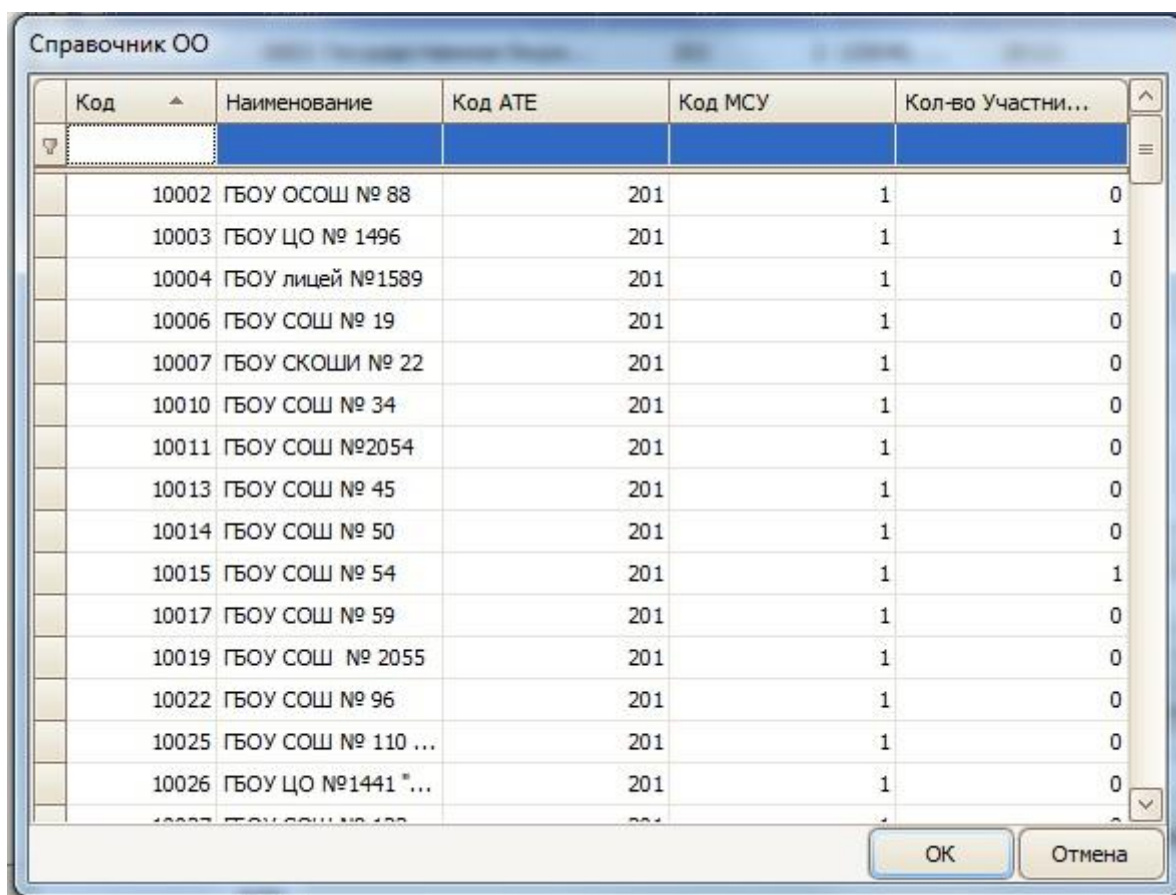 Справочник ОО
Код Наименование Код АТЕ Код МСУ Кол-во Участни...
10002 ГБОУ ОСОШ № 88 201 1 0
10003 ГБОУ ЦО № 1496 201 1 1
10004 ГБОУ лицей №1589 201 1 0
10006 ГБОУ СОШ № 19 201 1 0
10007 ГБОУ СКОШИ № 22 201 1 0
10010 ГБОУ СОШ № 34 201 1 0
10011 ГБОУ СОШ №2054 201 1 0
10013 ГБОУ СОШ № 45 201 1 0
10014 ГБОУ СОШ № 50 201 1 0
10015 ГБОУ СОШ № 54 201 1 1
10017 ГБОУ СОШ № 59 201 1 0
10019 ГБОУ СОШ  № 2055 201 1 0
10022 ГБОУ СОШ № 96 201 1 0
10025 ГБОУ СОШ № 110 ... 201 1 0
10026 ГБОУ ЦО №1441 "... 201 1 0
ОК Отмена